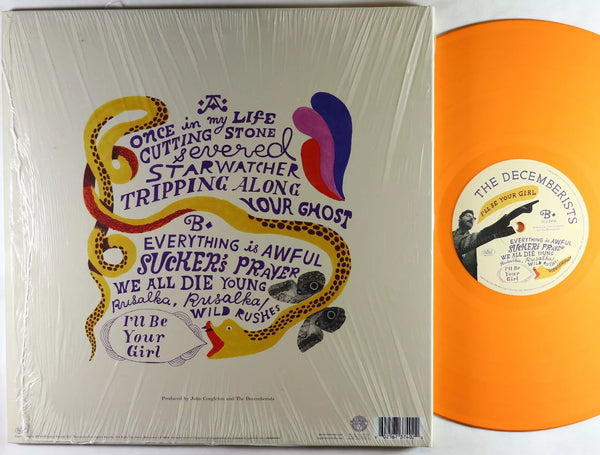 A
ONCE in my LIFE
CUTTING STONE
Severed
STARWATCHER
TRIPPING ALONG
YOUR GHOST
B
EVERYTHING is AWFUL
SUCKER'S PRAYER
WE ALL DIE YOUNG
Rusalka, Rusalka/
WILD RUSHES
I'll Be
Your
Girl
Produced by John Congleton and The Decemberists
THE DECEMBERISTS
I'LL BE YOUR GIRL
B
EVERYTHING is AWFUL
SUCKER'S PRAYER
WE ALL DIE YOUNG
Rusalka, Rusalka/
WILD RUSHES
I'll Be
Your
Girl